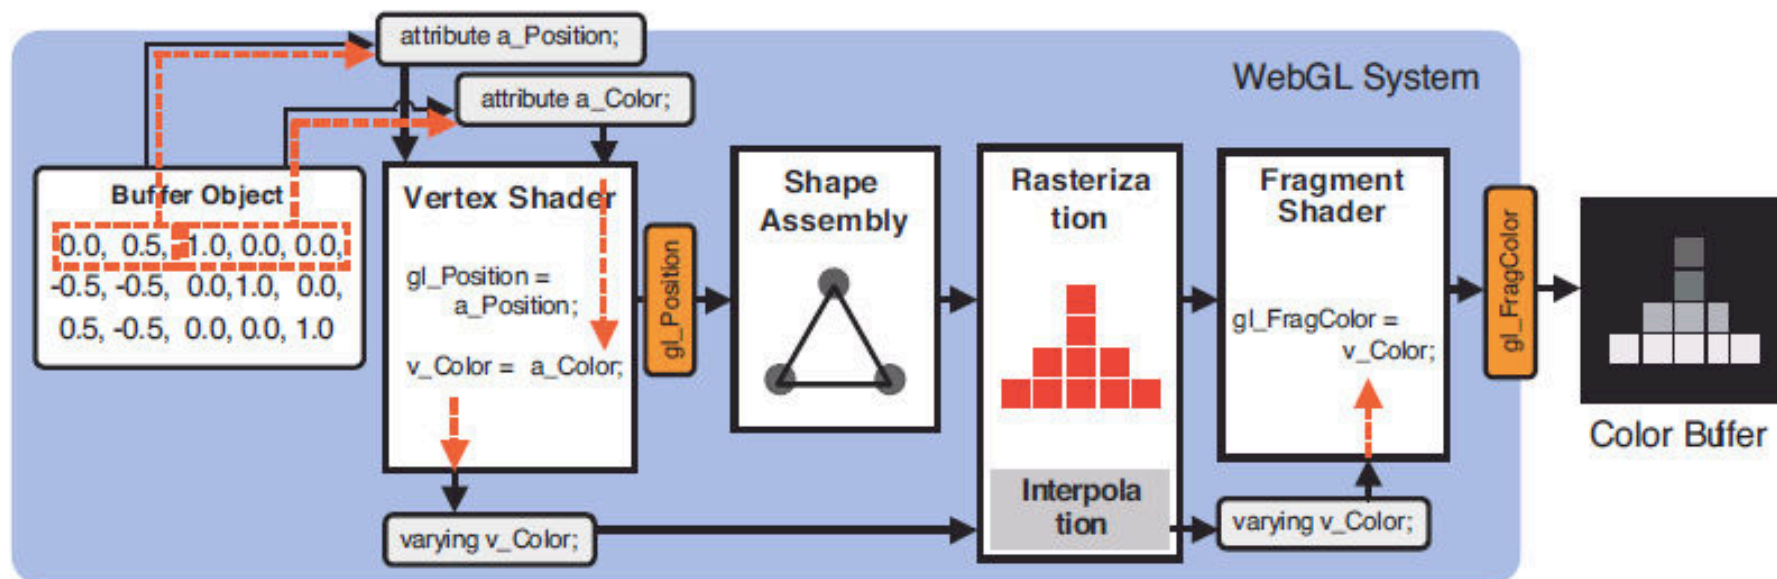 attribute a_Position;
WebGL System
attribute a_Color;
Buffer Object
0.0, 0.5, 1.0, 0.0, 0.0,
-0.5, -0.5, 0.0, 1.0, 0.0,
0.5, -0.5, 0.0, 0.0, 1.0
Vertex Shader
gl_Position =
a_Position;
v_Color = a_Color;
gl_Position
Shape
Assembly
Rasteriza
tion
Interpola
tion
Fragment
Shader
gl_FragColor =
v_Color;
gl_FragColor
Color Buffer
varying v_Color;
varying v_Color;